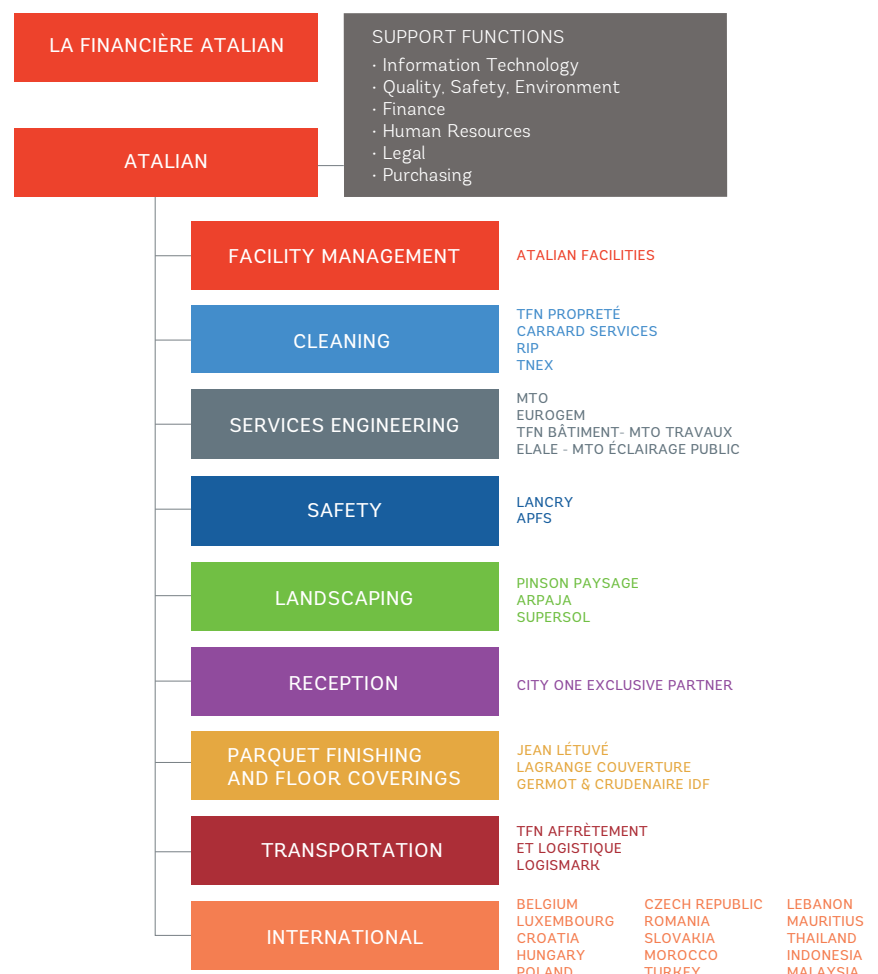 LA FINANCIÈRE ATALIAN
SUPPORT FUNCTIONS
· Information Technology
· Quality, Safety, Environment
· Finance
· Human Resources
· Legal
· Purchasing
ATALIAN
FACILITY MANAGEMENT
ATALIAN FACILITIES
CLEANING
TFN PROPRETÉ
CARRARD SERVICES
RIP
TNEX
SERVICES ENGINEERING
MTO
EUROGEM
TFN BÂTIMENT- MTO TRAVAUX
ELALE - MTO ÉCLAIRAGE PUBLIC
SAFETY
LANCRY
APFS
LANDSCAPING
PINSON PAYSAGE
ARPAJA
SUPERSOL
RECEPTION
CITY ONE EXCLUSIVE PARTNER
PARQUET FINISHING
AND FLOOR COVERINGS
JEAN LÉTUVÉ
LAGRANGE COUVERTURE
GERMOT & CRUDENAIRE IDF
TRANSPORTATION
TFN AFFRÈTEMENT
ET LOGISTIQUE
LOGISMARK
INTERNATIONAL
BELGIUM
LUXEMBOURG
CROATIA
HUNGARY
POLAND
CZECH REPUBLIC
ROMANIA
SLOVAKIA
MOROCCO
TURKEY
LEBANON
MAURITIUS
THAILAND
INDONESIA
MALAYSIA